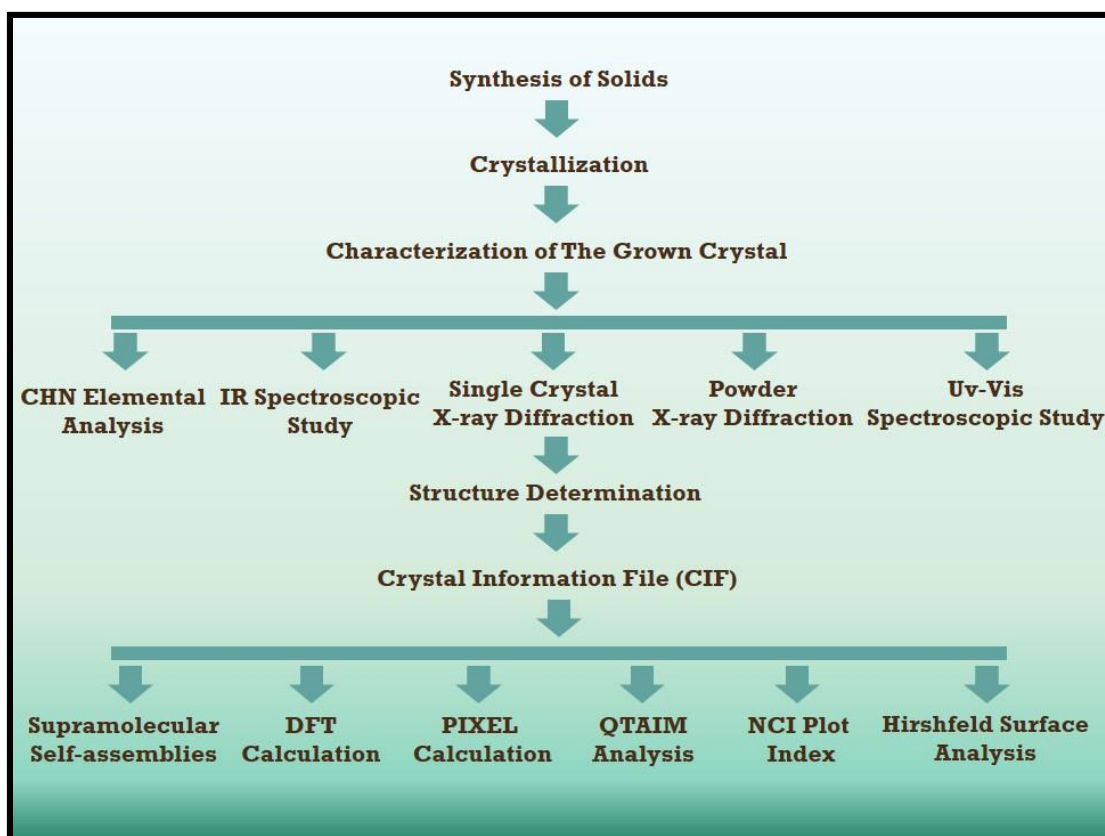 Synthesis of Solids
Crystallization
Characterization of The Grown Crystal
CHN Elemental
Analysis
IR Spectroscopic
Study
Single Crystal
X-ray Diffraction
Powder
X-ray Diffraction
Uv-Vis
Spectroscopic Study
Structure Determination
Crystal Information File (CIF)
Supramolecular
Self-assemblies
DFT
Calculation
PIXEL
Calculation
QTAIM
Analysis
NCI Plot
Index
Hirshfeld Surface
Analysis